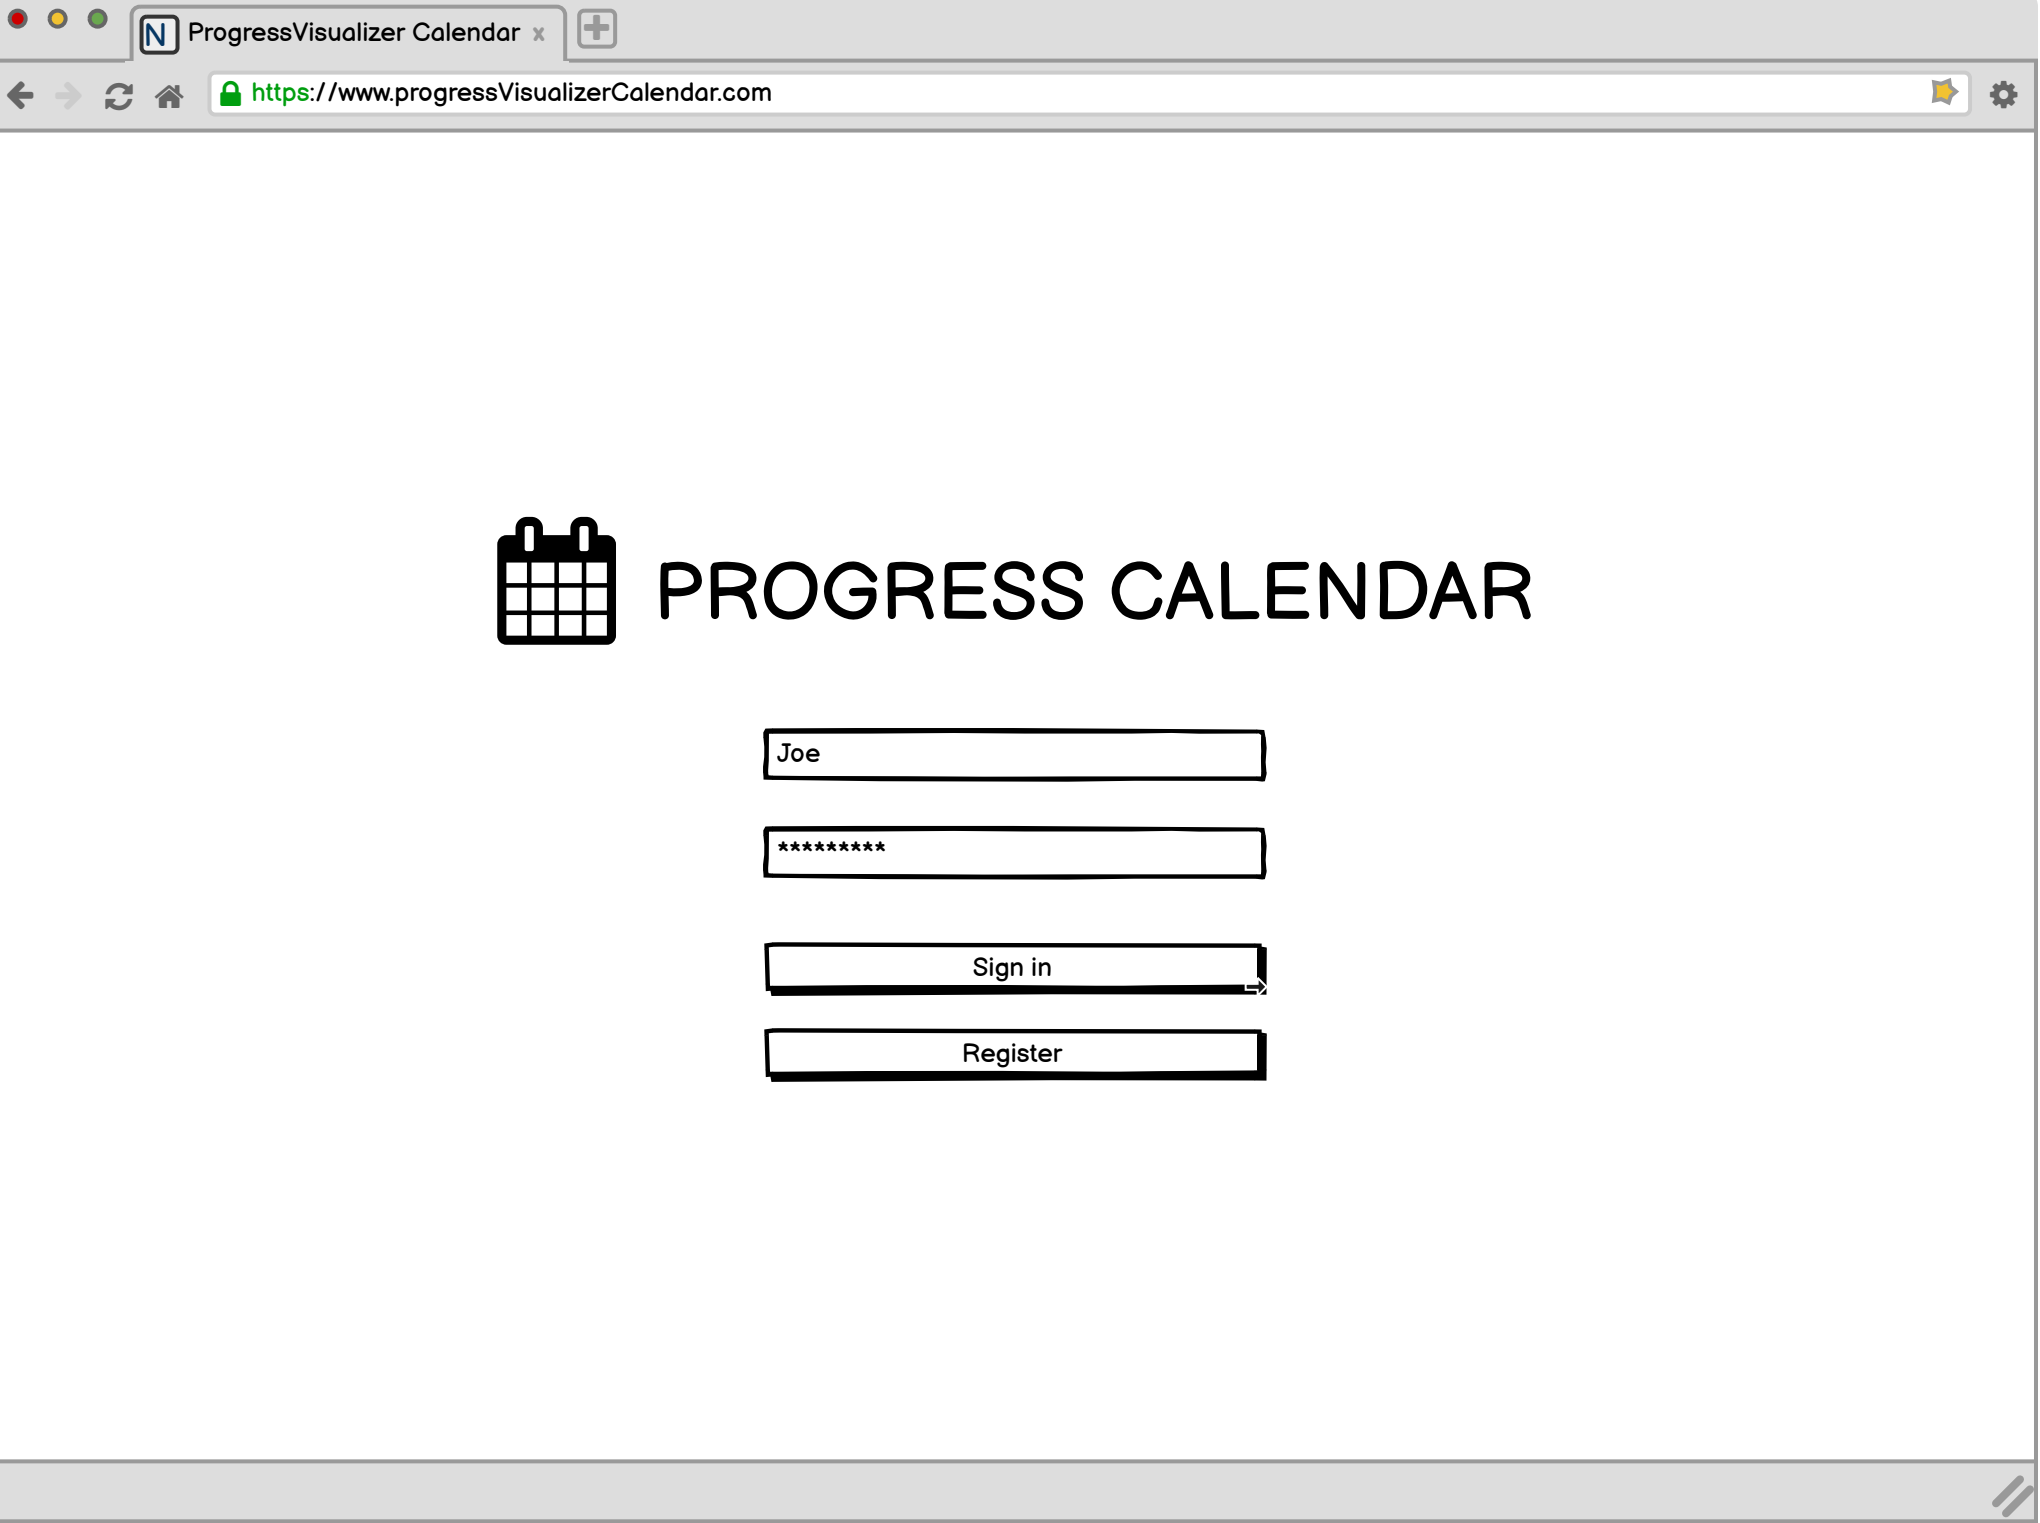 N ProgressVisualizer Calendar x
https://www.progressVisualizerCalendar.com
PROGRESS CALENDAR
Joe
*********
Sign in
Register